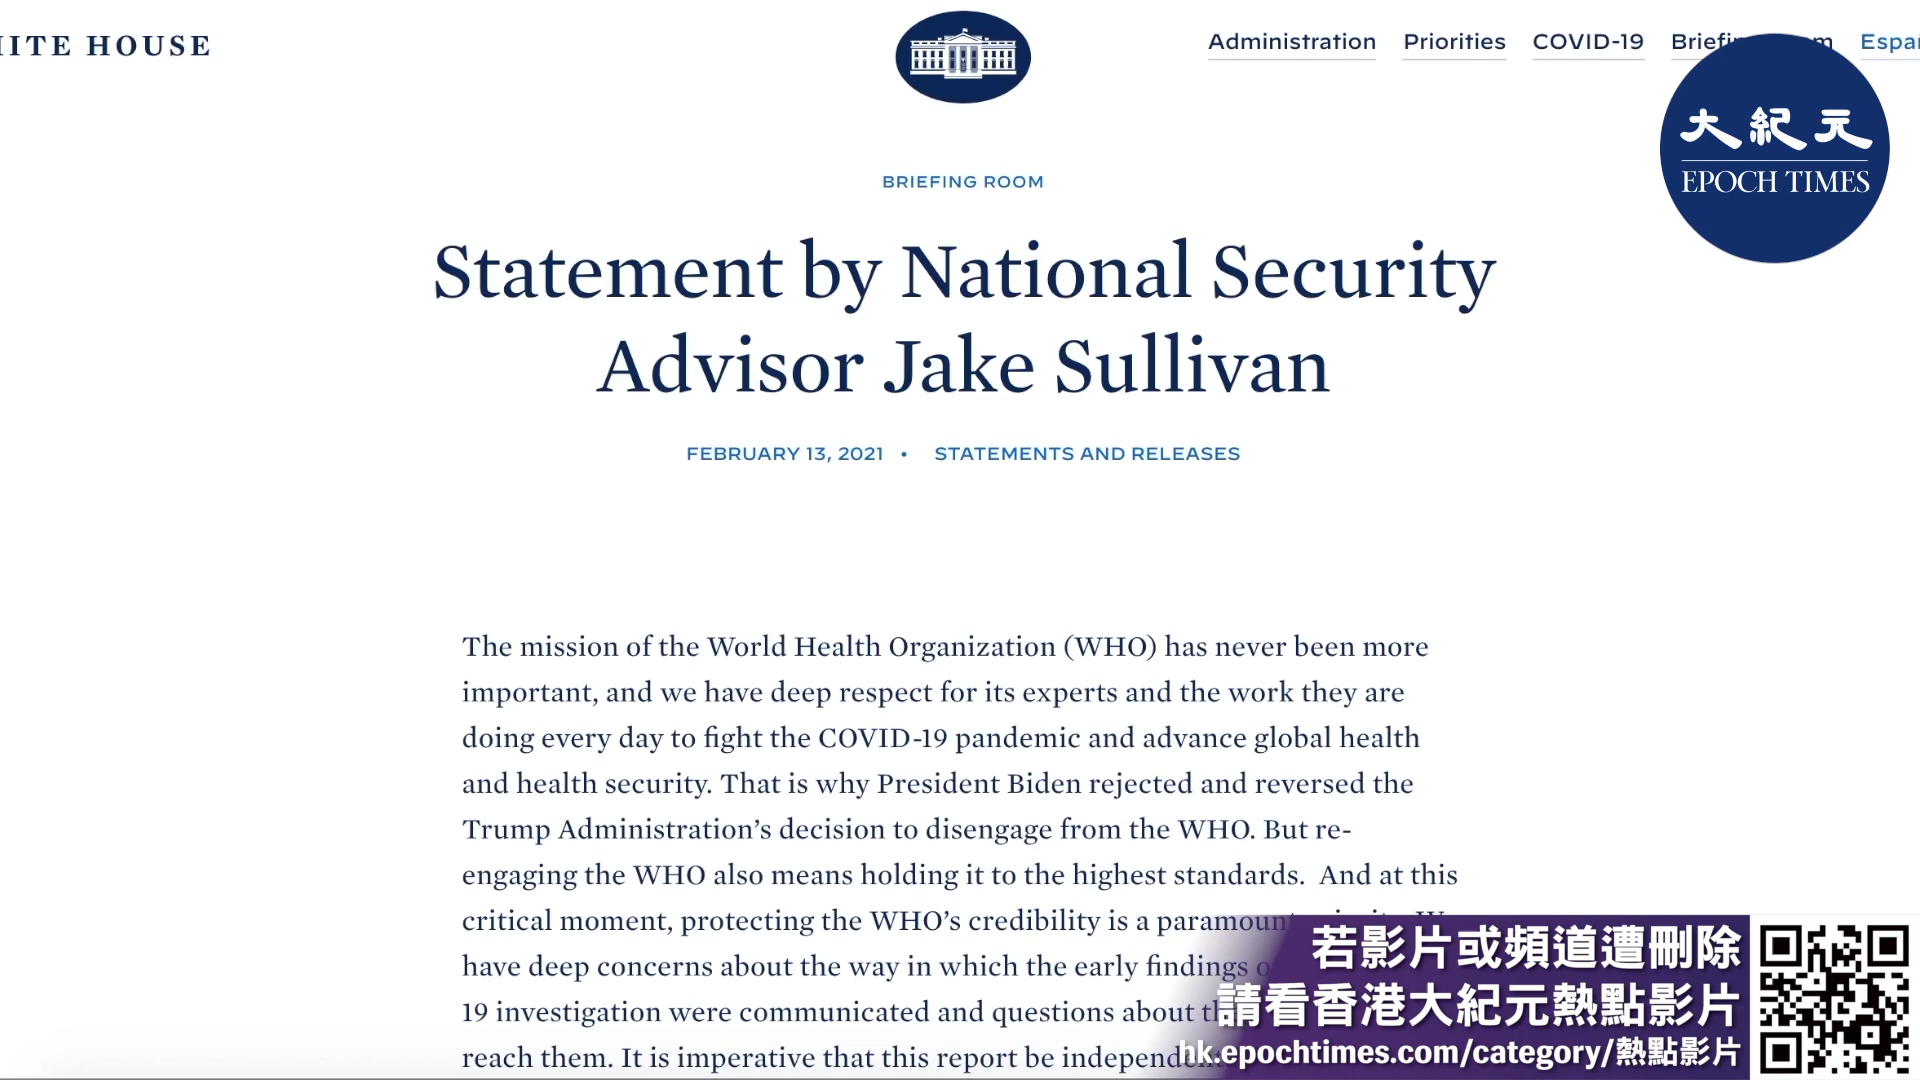 HITE HOUSE
Administration Priorities COVID-19 Español
大紀元
EPOCH TIMES
BRIEFING ROOM
Statement by National Security
Advisor Jake Sullivan
FEBRUARY 13, 2021 • STATEMENTS AND RELEASES
The mission of the World Health Organization (WHO) has never been more
important, and we have deep respect for its experts and the work they are
doing every day to fight the COVID-19 pandemic and advance global health
and health security. That is why President Biden rejected and reversed the
Trump Administration’s decision to disengage from the WHO. But re-
engaging the WHO also means holding it to the highest standards. And at this
critical moment, protecting the WHO’s credibility is a paramount
have deep concerns about the way in which the early findings
19 investigation were communicated and questions about
reach them. It is imperative that this report be
若影片或頻道遭刪除
請看香港大紀元熱點影片
hk.epochtimes.com/category/熱點影片